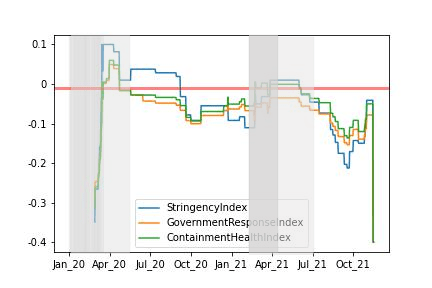 0.1
0
-0.1
-0.2
-0.3
-0.4
StringencyIndex
GovernmentResponseIndex
ContainmentHealthIndex
Jan_20 Apr_20 Jul_20 Oct_20 Jan_21 Apr_21 Jul_21 Oct_21